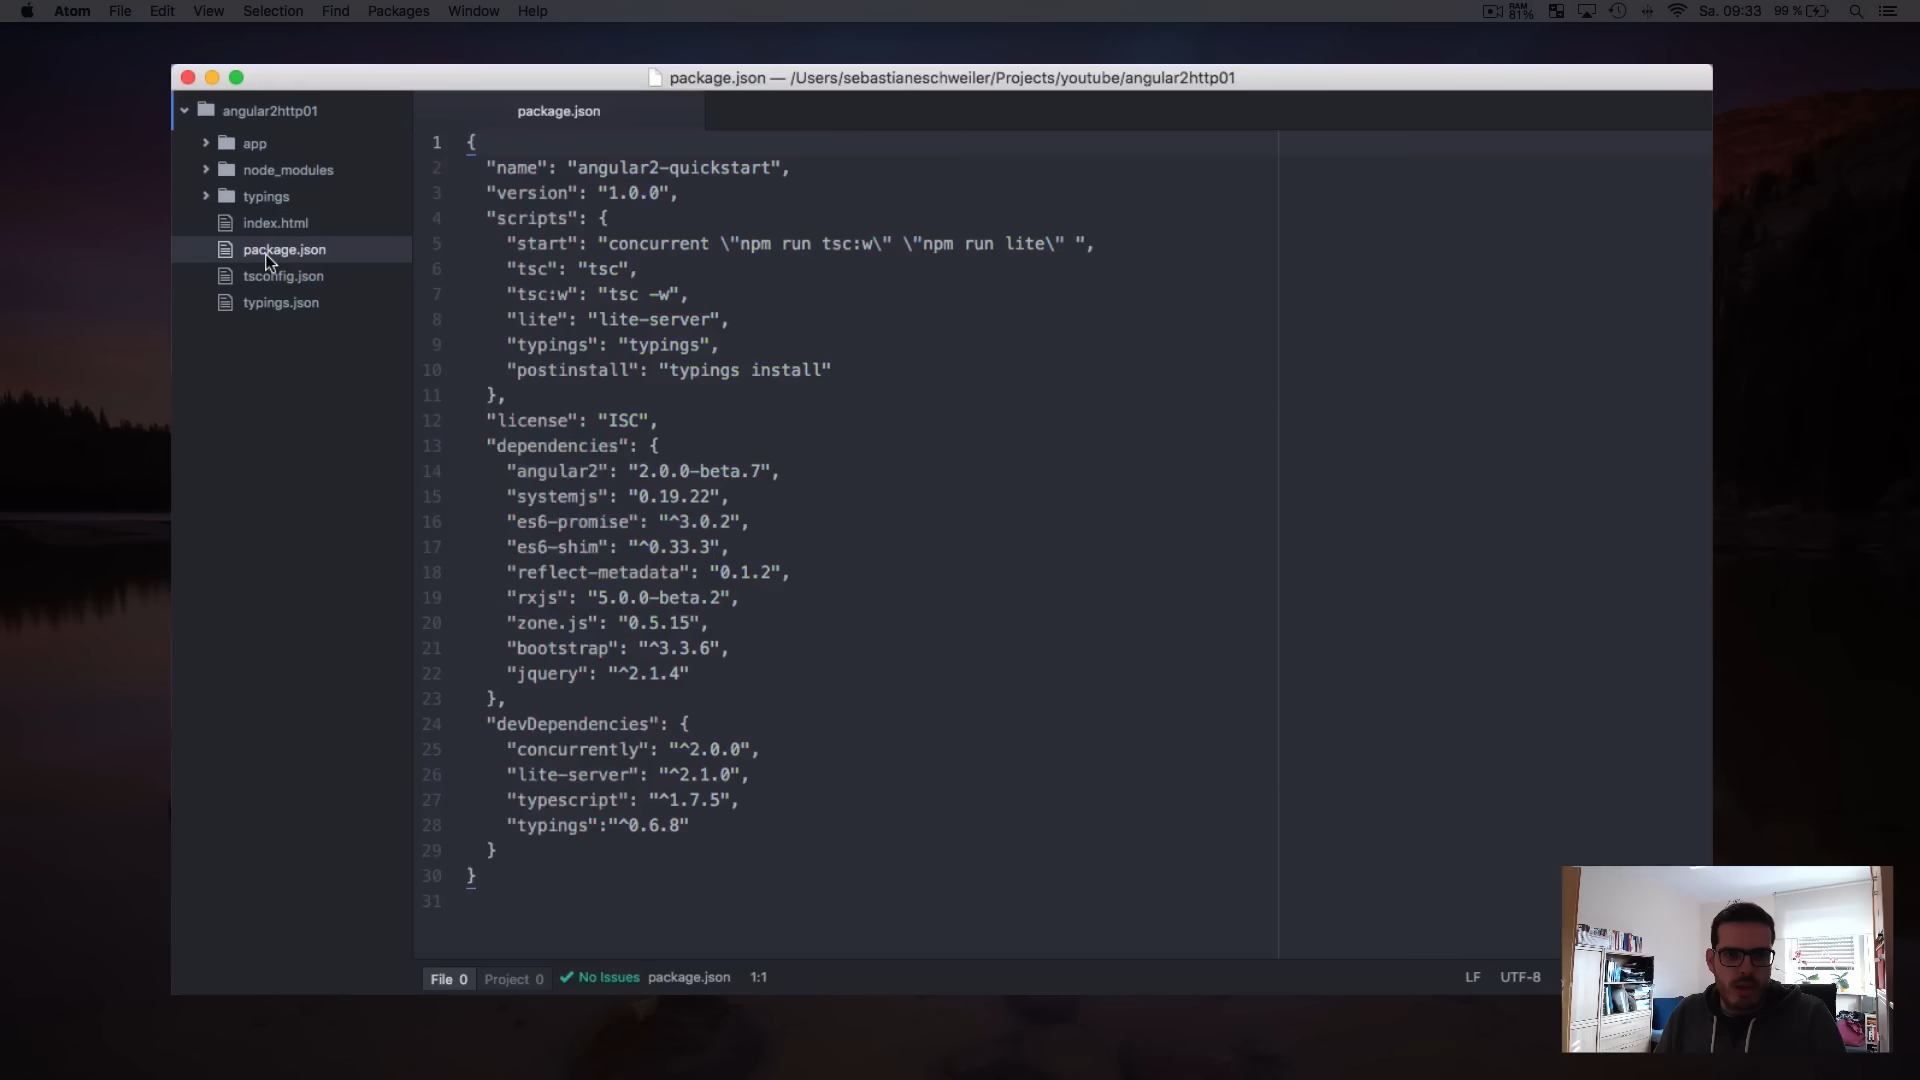 Atom File Edit View Selection Find Packages Window Help RAM 81% Sa. 09:33 99 %
package.json — /Users/sebastianeschweiler/Projects/youtube/angular2http01
angular2http01
app
node_modules
typings
index.html
package.json
tsconfig.json
typings.json
package.json
1 {
2 "name": "angular2-quickstart",
3 "version": "1.0.0",
4 "scripts": {
5 "start": "concurrent \"npm run tsc:w\" \"npm run lite\" ",
6 "tsc": "tsc",
7 "tsc:w": "tsc -w",
8 "lite": "lite-server",
9 "typings": "typings",
10 "postinstall": "typings install"
11 },
12 "license": "ISC",
13 "dependencies": {
14 "angular2": "2.0.0-beta.7",
15 "systemjs": "0.19.22",
16 "es6-promise": "^3.0.2",
17 "es6-shim": "^0.33.3",
18 "reflect-metadata": "0.1.2",
19 "rxjs": "5.0.0-beta.2",
20 "zone.js": "0.5.15",
21 "bootstrap": "^3.3.6",
22 "jquery": "^2.1.4"
23 },
24 "devDependencies": {
25 "concurrently": "^2.0.0",
26 "lite-server": "^2.1.0",
27 "typescript": "^1.7.5",
28 "typings":"^0.6.8"
29 }
30 }
31
File 0 Project 0 No Issues package.json 1:1 LF UTF-8